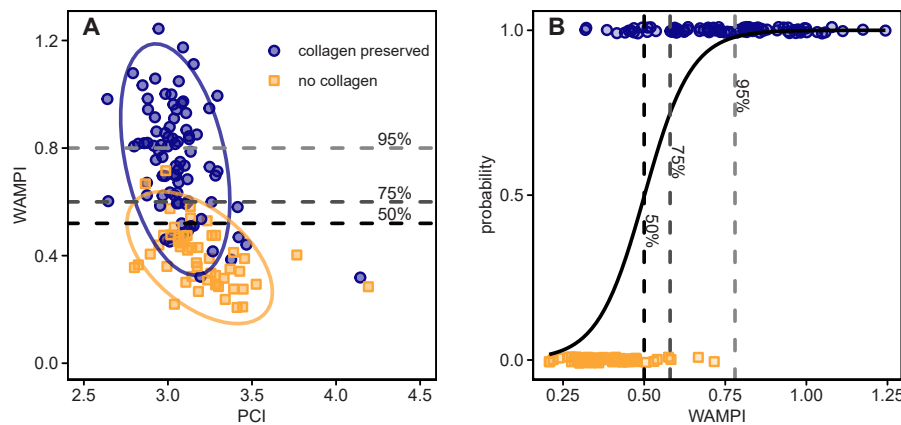 A
collagen preserved
no collagen
1.2
0.8
0.4
0.0
WAMPI
95%
75%
50%
2.5
3.0
3.5
4.0
4.5
PCI
B
1.0
0.5
0.0
probability
95%
75%
50%
0.25
0.50
0.75
1.00
1.25
WAMPI